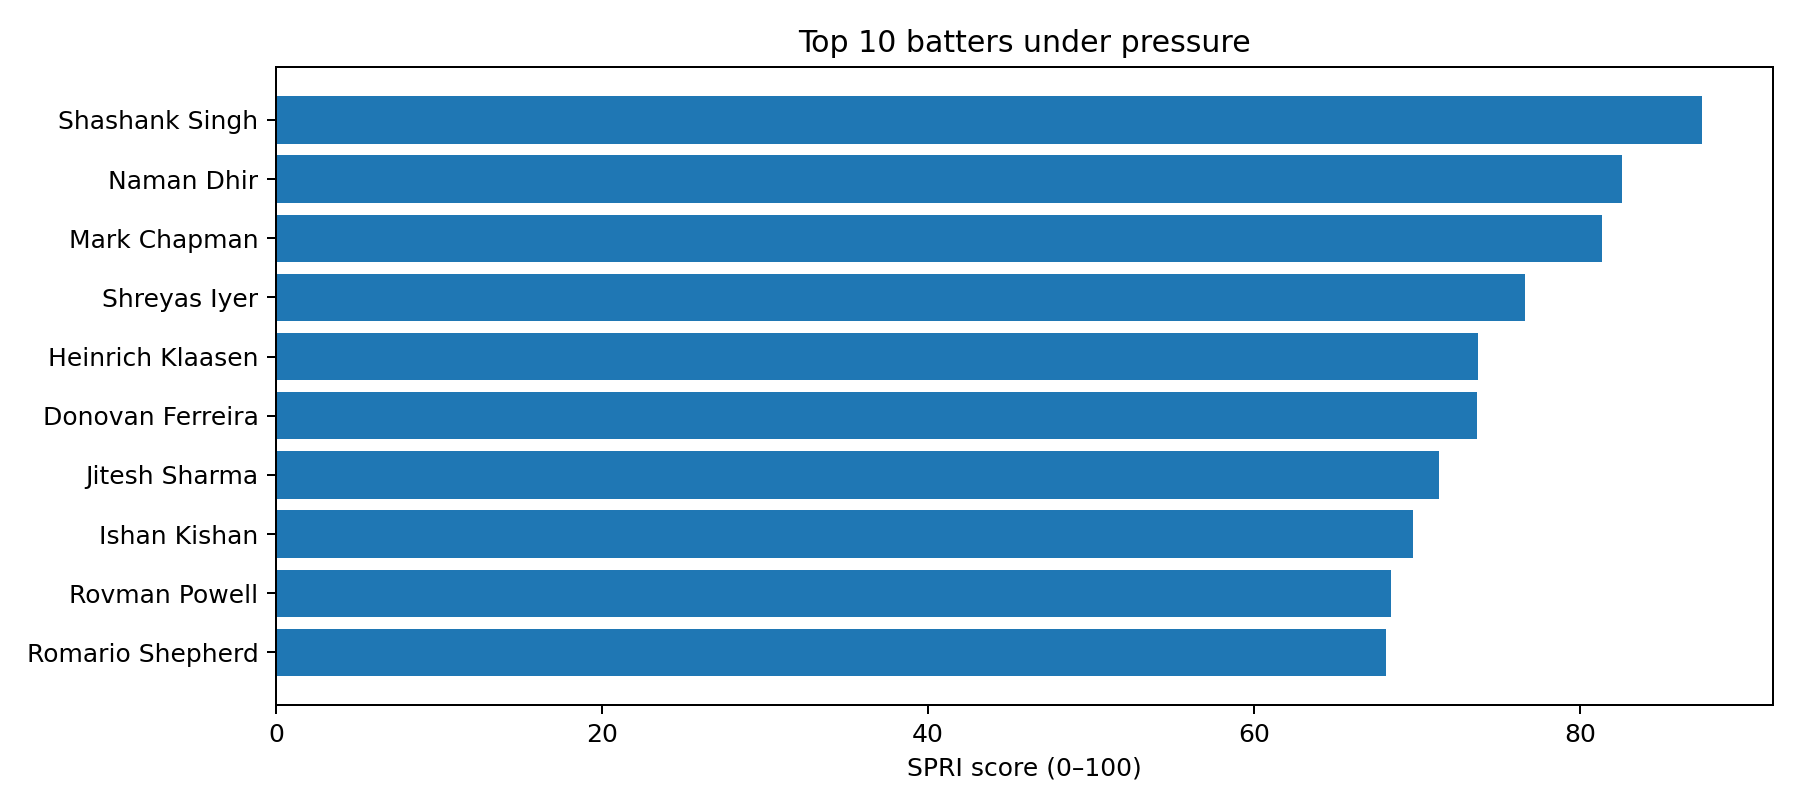 Top 10 batters under pressure
Shashank Singh
Naman Dhir
Mark Chapman
Shreyas Iyer
Heinrich Klaasen
Donovan Ferreira
Jitesh Sharma
Ishan Kishan
Rovman Powell
Romario Shepherd
0 20 40 60 80
SPRI score (0–100)